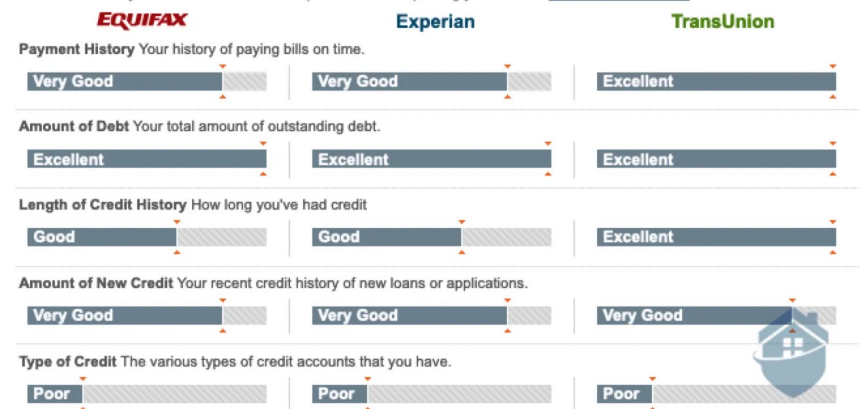 EQUIFAX Experian TransUnion
Payment History Your history of paying bills on time.
Very Good Very Good Excellent
Amount of Debt Your total amount of outstanding debt.
Excellent Excellent Excellent
Length of Credit History How long you've had credit
Good Good Excellent
Amount of New Credit Your recent credit history of new loans or applications.
Very Good Very Good Very Good
Type of Credit The various types of credit accounts that you have.
Poor Poor Poor